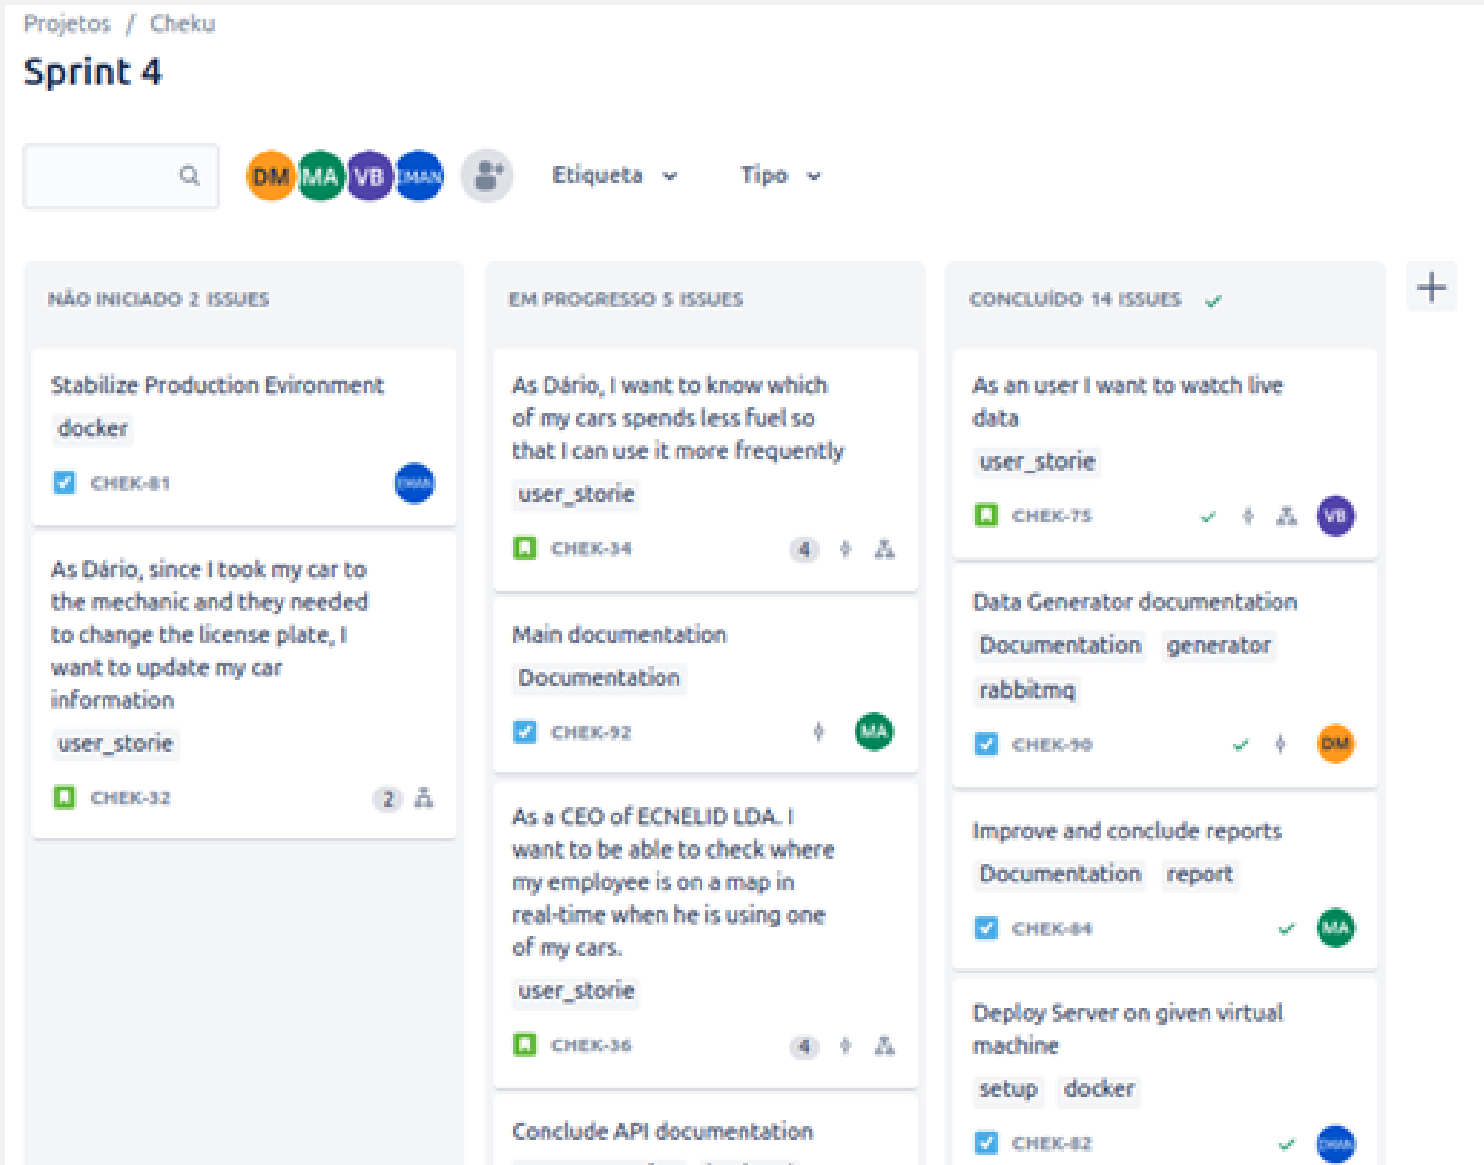 Projetos / Cheku
Sprint 4
DM MA VB
Etiqueta
Tipo
NÃO INICIADO 2 ISSUES
Stabilize Production Evironment
docker
CHEK-81
As Dário, since I took my car to
the mechanic and they needed
to change the license plate, I
want to update my car
information
user_storie
CHEK-32
2
EM PROGRESSO 5 ISSUES
As Dário, I want to know which
of my cars spends less fuel so
that I can use it more frequently
user_storie
CHEK-34
4
Main documentation
Documentation
CHEK-92
MA
As a CEO of ECNELID LDA. I
want to be able to check where
my employee is on a map in
real-time when he is using one
of my cars.
user_storie
CHEK-36
4
Conclude API documentation
CONCLUÍDO 14 ISSUES
As an user I want to watch live
data
user_storie
CHEK-75
VB
Data Generator documentation
Documentation generator
rabbitmq
CHEK-90
DM
Improve and conclude reports
Documentation report
CHEK-84
MA
Deploy Server on given virtual
machine
setup docker
CHEK-82